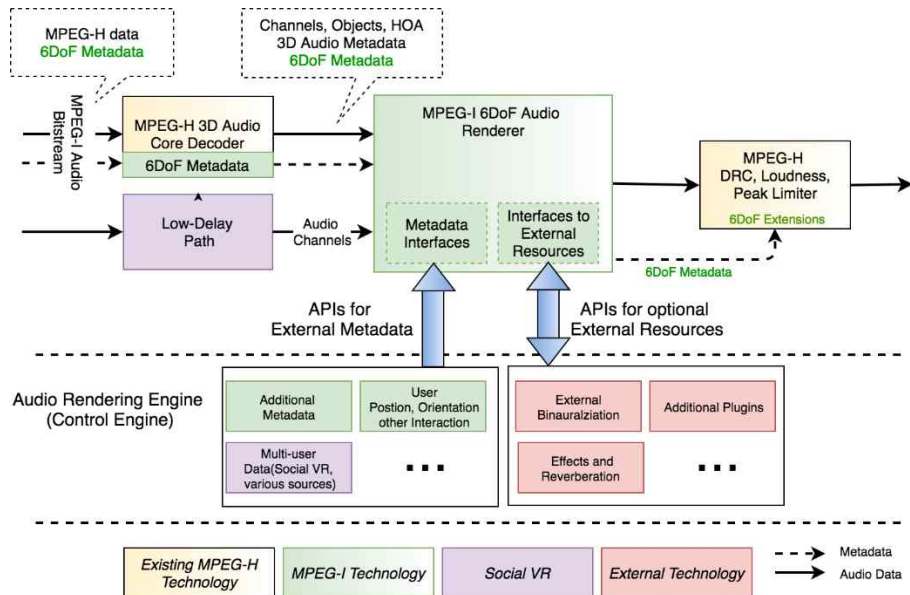 MPEG-H data
6DoF Metadata
Channels, Objects, HOA
3D Audio Metadata
6DoF Metadata
MPEG-I Audio
Bitstream
MPEG-H 3D Audio
Core Decoder
6DoF Metadata
Low-Delay
Path
Audio
Channels
MPEG-I 6DoF Audio
Renderer
Metadata
Interfaces
Interfaces to
External
Resources
MPEG-H
DRC, Loudness,
Peak Limiter
6DoF Extensions
6DoF Metadata
APIs for
External Metadata
APIs for optional
External Resources
Audio Rendering Engine
(Control Engine)
Additional
Metadata
User
Postion, Orientation
other Interaction
Multi-user
Data(Social VR,
various sources)
...
External
Binauralziation
Additional Plugins
Effects and
Reverberation
...
Existing MPEG-H
Technology
MPEG-I Technology
Social VR
External Technology
Metadata
Audio Data